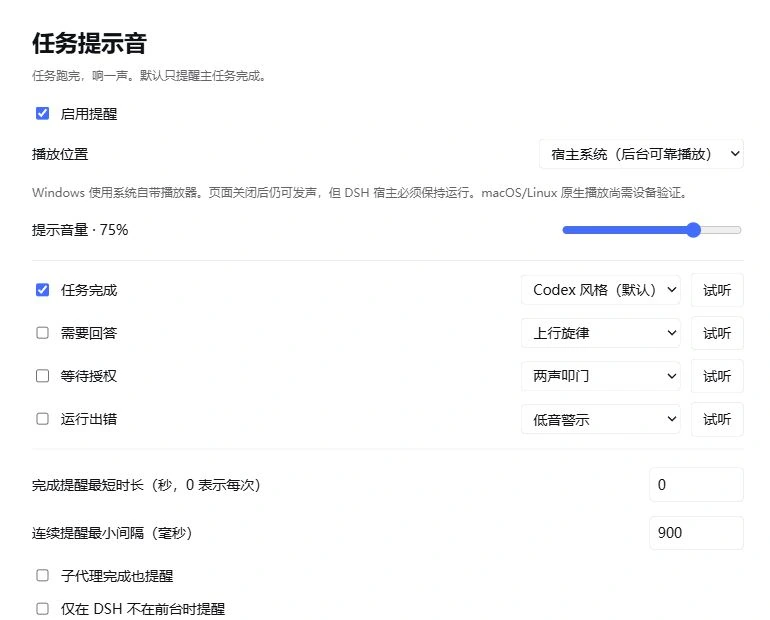 任务提示音
任务跑完，响一声。默认只提醒主任务完成。
启用提醒
播放位置 宿主系统（后台可靠播放）
Windows 使用系统自带播放器。页面关闭后仍可发声，但 DSH 宿主必须保持运行。macOS/Linux 原生播放尚需设备验证。
提示音量 · 75%
任务完成 Codex 风格（默认） 试听
需要回答 上行旋律 试听
等待授权 两声叩门 试听
运行出错 低音警示 试听
完成提醒最短时长（秒，0 表示每次） 0
连续提醒最小间隔（毫秒） 900
子代理完成也提醒
仅在 DSH 不在前台时提醒